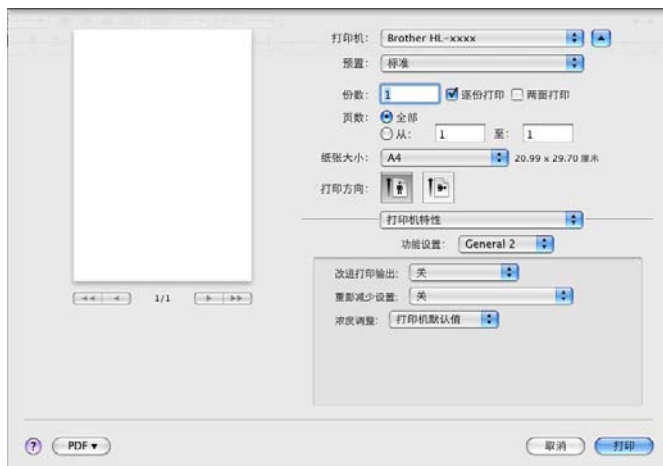 打印机: Brother HL-xxxx
预置: 标准
份数: 1 逐份打印 两面打印
页数: 全部
从: 1 至: 1
纸张大小: A4 20.99 x 29.70 厘米
打印方向:
打印机特性
功能设置: General 2
改进打印输出: 关
重影减少设置: 关
浓度调整: 打印机默认值
1/1
? PDF 取消 打印